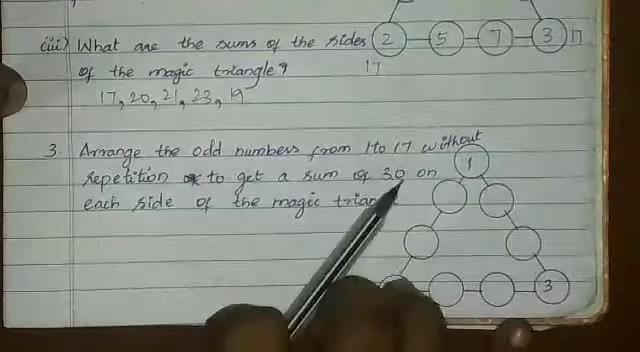 (iii) What are the sums of the sides
of the magic triangle?
17, 20, 21, 23, 19
2 5 7 3 17
17
3. Arrange the odd numbers from 1 to 17 without
repetition to get a sum of 30 on
each side of the magic
1
3